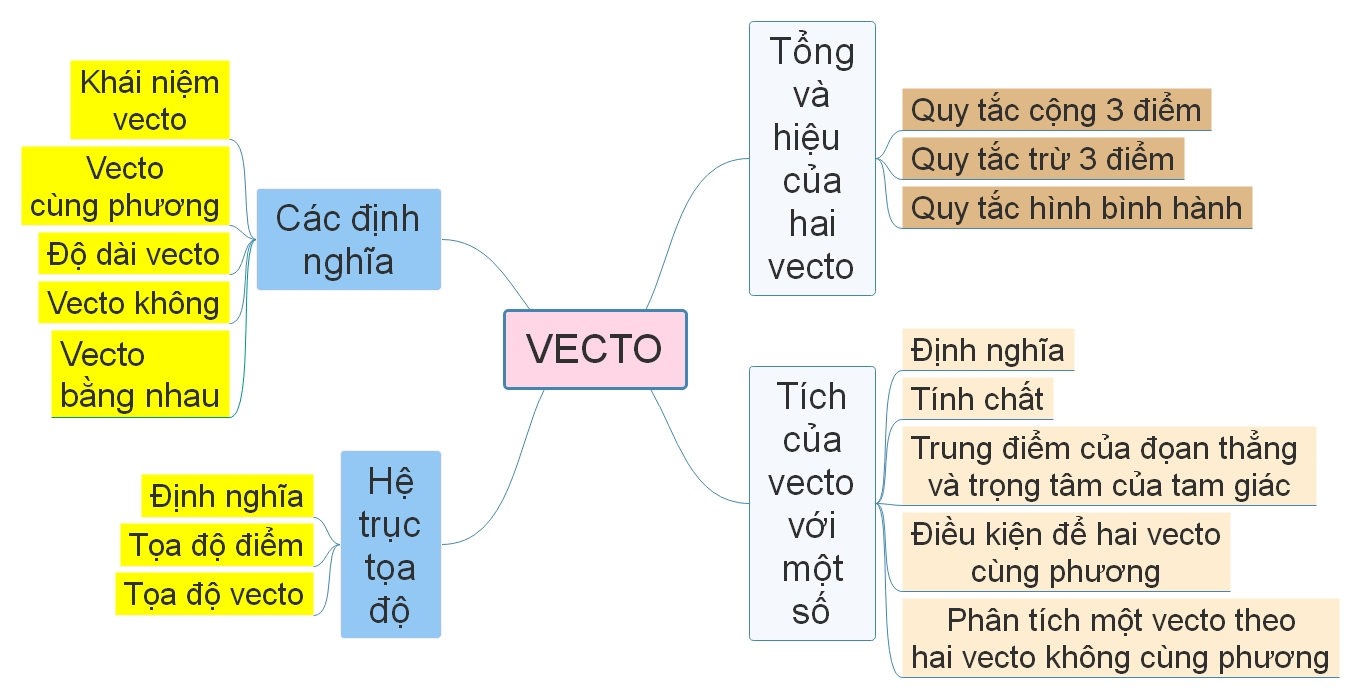 VECTO
Các định
nghĩa
Khái niệm
vecto
Vecto
cùng phương
Độ dài vecto
Vecto không
Vecto
bằng nhau
Hệ
trục
tọa
độ
Định nghĩa
Tọa độ điểm
Tọa độ vecto
Tổng
và
hiệu
của
hai
vecto
Quy tắc cộng 3 điểm
Quy tắc trừ 3 điểm
Quy tắc hình bình hành
Tích
của
vecto
với
một
số
Định nghĩa
Tính chất
Trung điểm của đọan thẳng
và trọng tâm của tam giác
Điều kiện để hai vecto
cùng phương
Phân tích một vecto theo
hai vecto không cùng phương